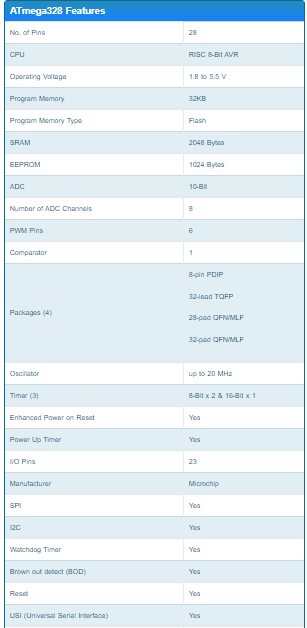 ATmega328 Features
No. of Pins 28
CPU RISC 8-Bit AVR
Operating Voltage 1.8 to 5.5 V
Program Memory 32KB
Program Memory Type Flash
SRAM 2048 Bytes
EEPROM 1024 Bytes
ADC 10-Bit
Number of ADC Channels 8
PWM Pins 6
Comparator 1
Packages (4)
8-pin PDIP
32-lead TQFP
28-pad QFN/MLF
32-pad QFN/MLF
Oscillator up to 20 MHz
Timer (3) 8-Bit x 2 & 16-Bit x 1
Enhanced Power on Reset Yes
Power Up Timer Yes
I/O Pins 23
Manufacturer Microchip
SPI Yes
I2C Yes
Watchdog Timer Yes
Brown out detect (BOD) Yes
Reset Yes
USI (Universal Serial Interface) Yes